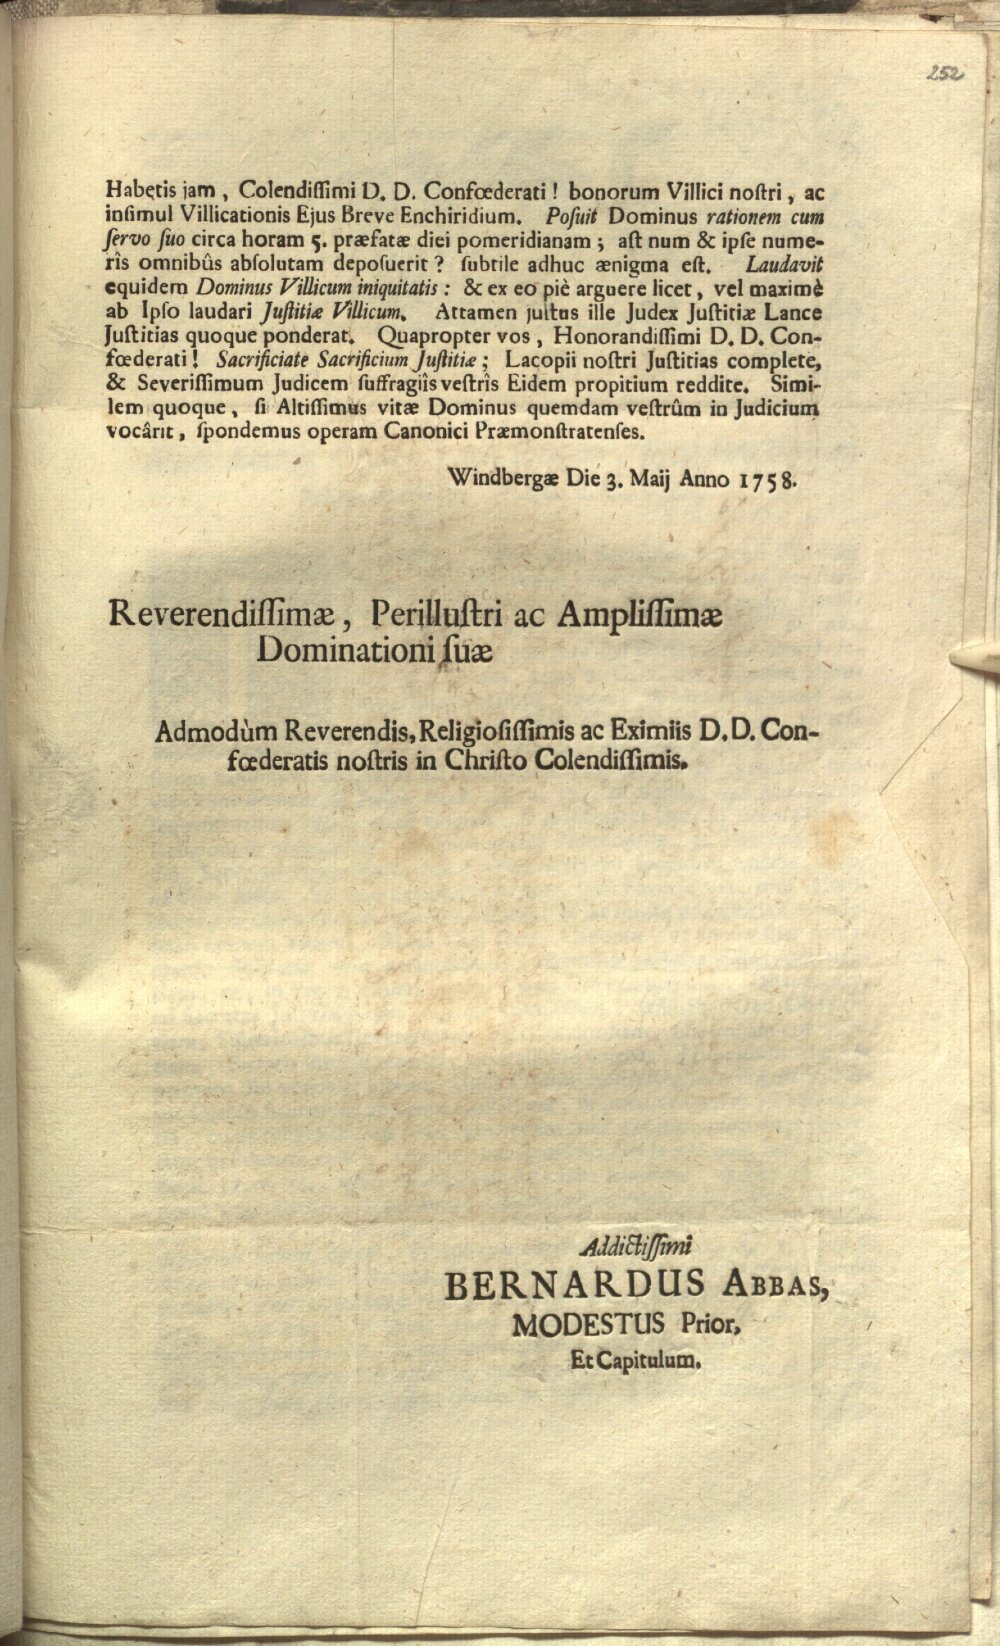 252
Habetis jam, Colendiſſimi D. D. Confœderati! bonorum Villici noſtri, ac
inſimul Villicationis Ejus Breve Enchiridium. Poſuit Dominus rationem cum
ſervo ſuo circa horam 5. præfatæ diei pomeridianam; aſt num & ipſe nume-
rîs omnibûs abſolutam depoſuerit? ſubtile adhuc ænigma eſt. Laudavit
equidem Dominus Villicum iniquitatis: & ex eo piè arguere licet, vel maximè
ab Ipſo laudari Juſtitiæ Villicum. Attamen juſtus ille Judex Juſtitiæ Lance
Juſtitias quoque ponderat. Quapropter vos, Honorandiſſimi D. D. Con-
fœderati! Sacrificiate Sacrificium Juſtitiæ; Lacopii noſtri Juſtitias complete,
& Severiſſimum Judicem ſuffragiîs veſtrîs Eidem propitium reddite. Simi-
lem quoque, ſi Altiſſimus vitæ Dominus quemdam veſtrûm in Judicium
vocârit, ſpondemus operam Canonici Præmonſtratenſes.
Windbergæ Die 3. Maij Anno 1758.
Reverendiſſimæ, Perilluſtri ac Ampliſſimæ
Dominationi ſuæ
Admodùm Reverendis, Religioſiſſimis ac Eximiis D. D. Con-
fœderatis noſtris in Chriſto Colendiſſimis.
Addictiſſimi
BERNARDUS ABBAS,
MODESTUS Prior,
Et Capitulum.